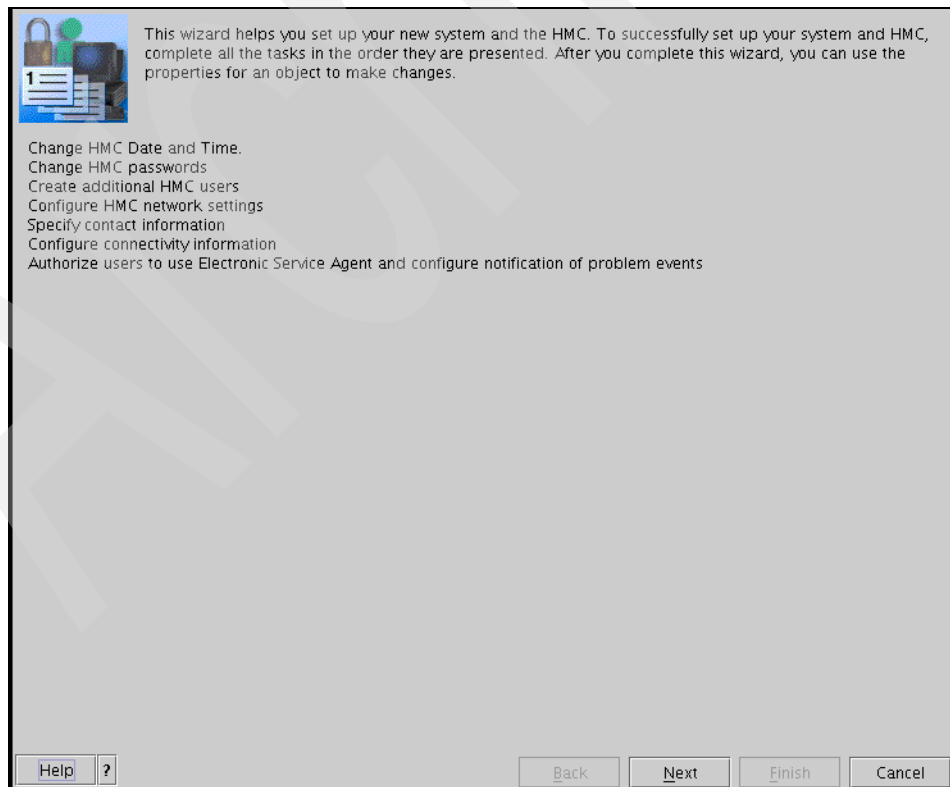 This wizard helps you set up your new system and the HMC. To successfully set up your system and HMC,
complete all the tasks in the order they are presented. After you complete this wizard, you can use the
properties for an object to make changes.
1
Change HMC Date and Time.
Change HMC passwords
Create additional HMC users
Configure HMC network settings
Specify contact information
Configure connectivity information
Authorize users to use Electronic Service Agent and configure notification of problem events
Help ? Back Next Finish Cancel